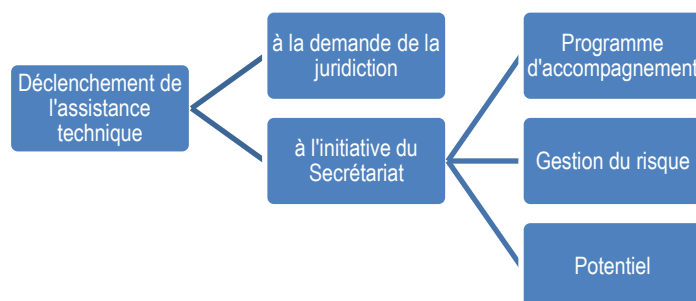 Déclenchement de
l'assistance
technique
à la demande de la
juridiction
à l'initiative du
Secrétariat
Programme
d'accompagnement
Gestion du risque
Potentiel